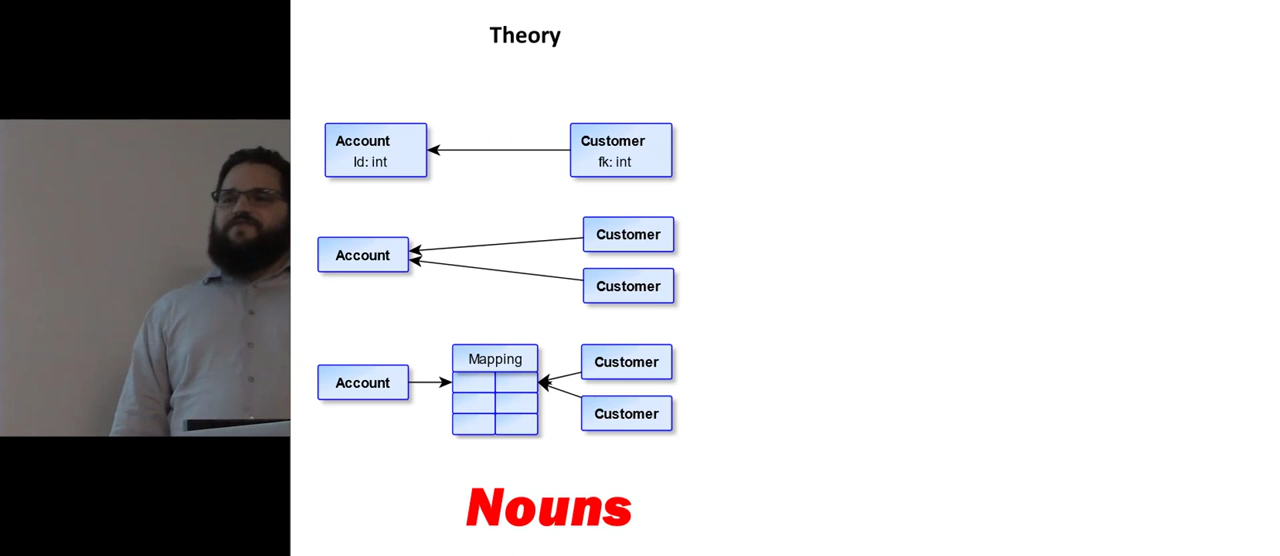 Theory
Account
Id: int
Customer
fk: int
Account
Customer
Customer
Account
Mapping
Customer
Customer
Nouns